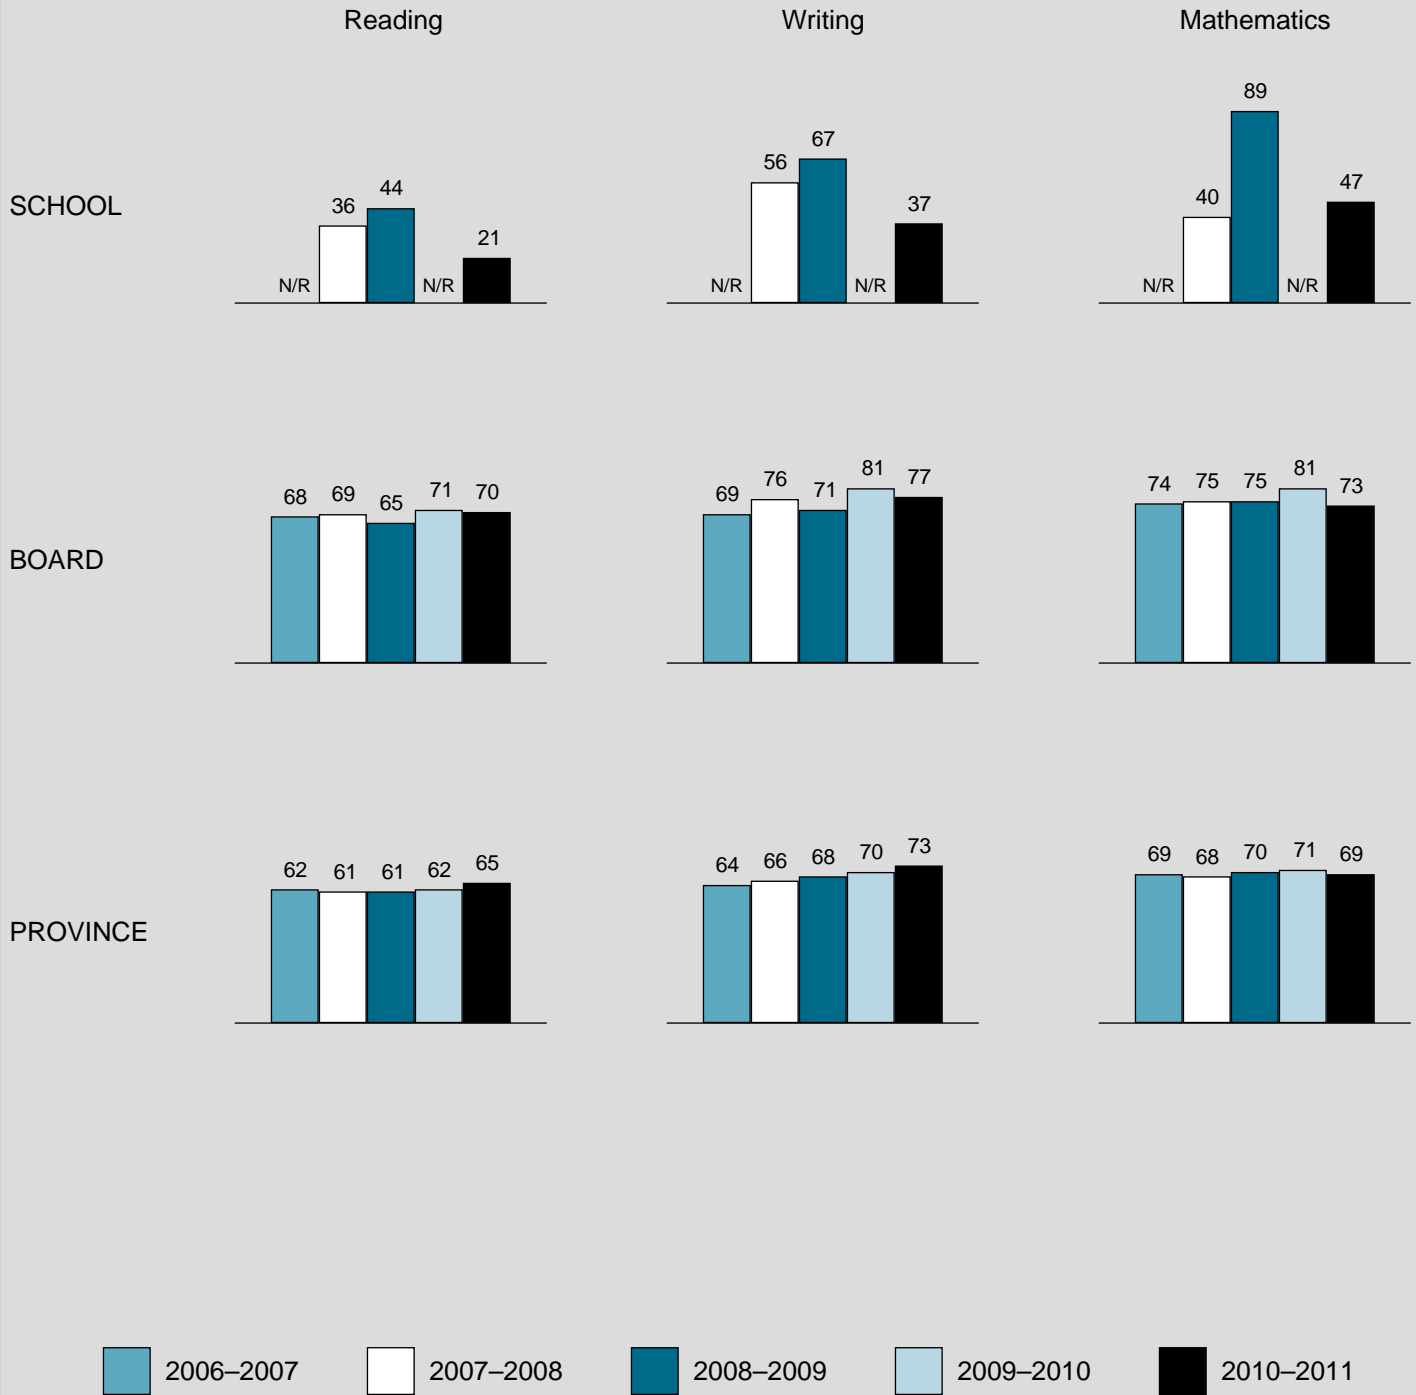 Reading Writing Mathematics
SCHOOL
N/R 36 44 N/R 21
N/R 56 67 N/R 37
N/R 40 89 N/R 47
BOARD
68 69 65 71 70
69 76 71 81 77
74 75 75 81 73
PROVINCE
62 61 61 62 65
64 66 68 70 73
69 68 70 71 69
2006–2007 2007–2008 2008–2009 2009–2010 2010–2011